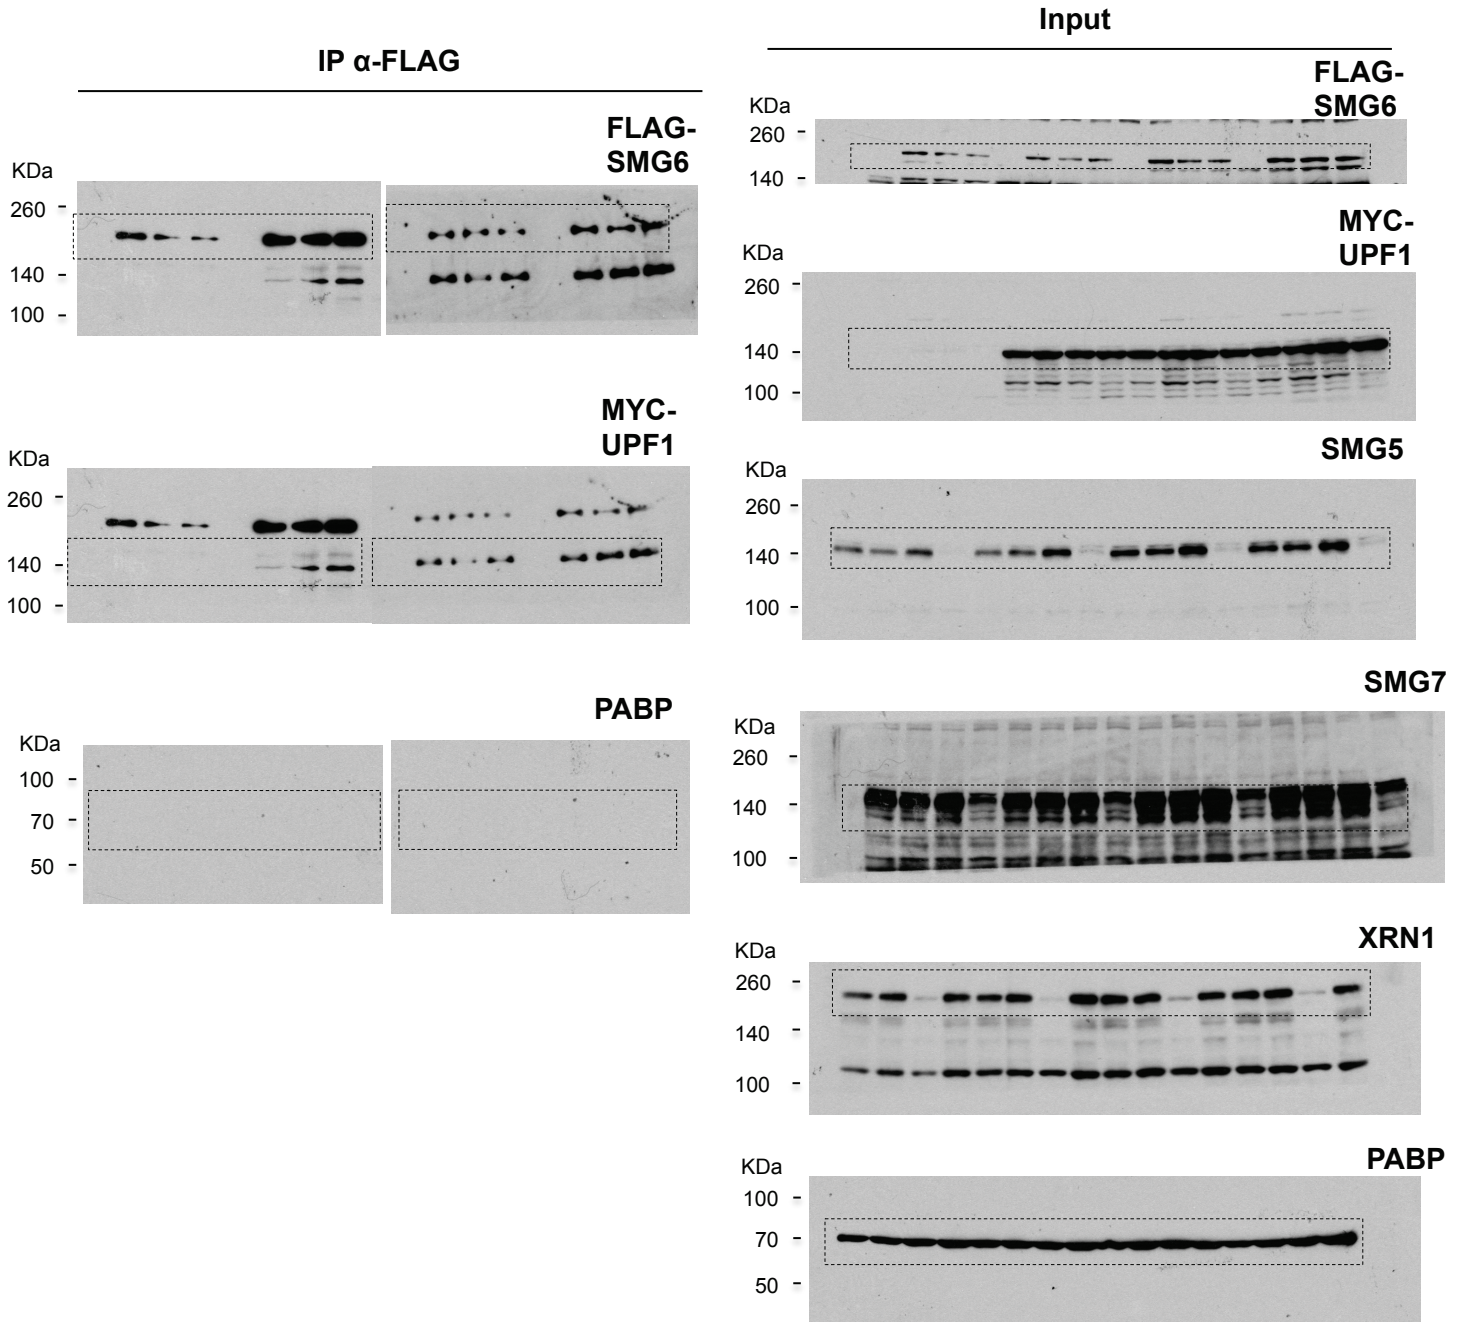 IP α-FLAG
FLAG-
SMG6
KDa
260
140
100
MYC-
UPF1
KDa
260
140
100
PABP
KDa
100
70
50
Input
FLAG-
SMG6
KDa
260
140
MYC-
UPF1
KDa
260
140
100
SMG5
KDa
260
140
100
SMG7
KDa
260
140
100
XRN1
KDa
260
140
100
PABP
KDa
100
70
50